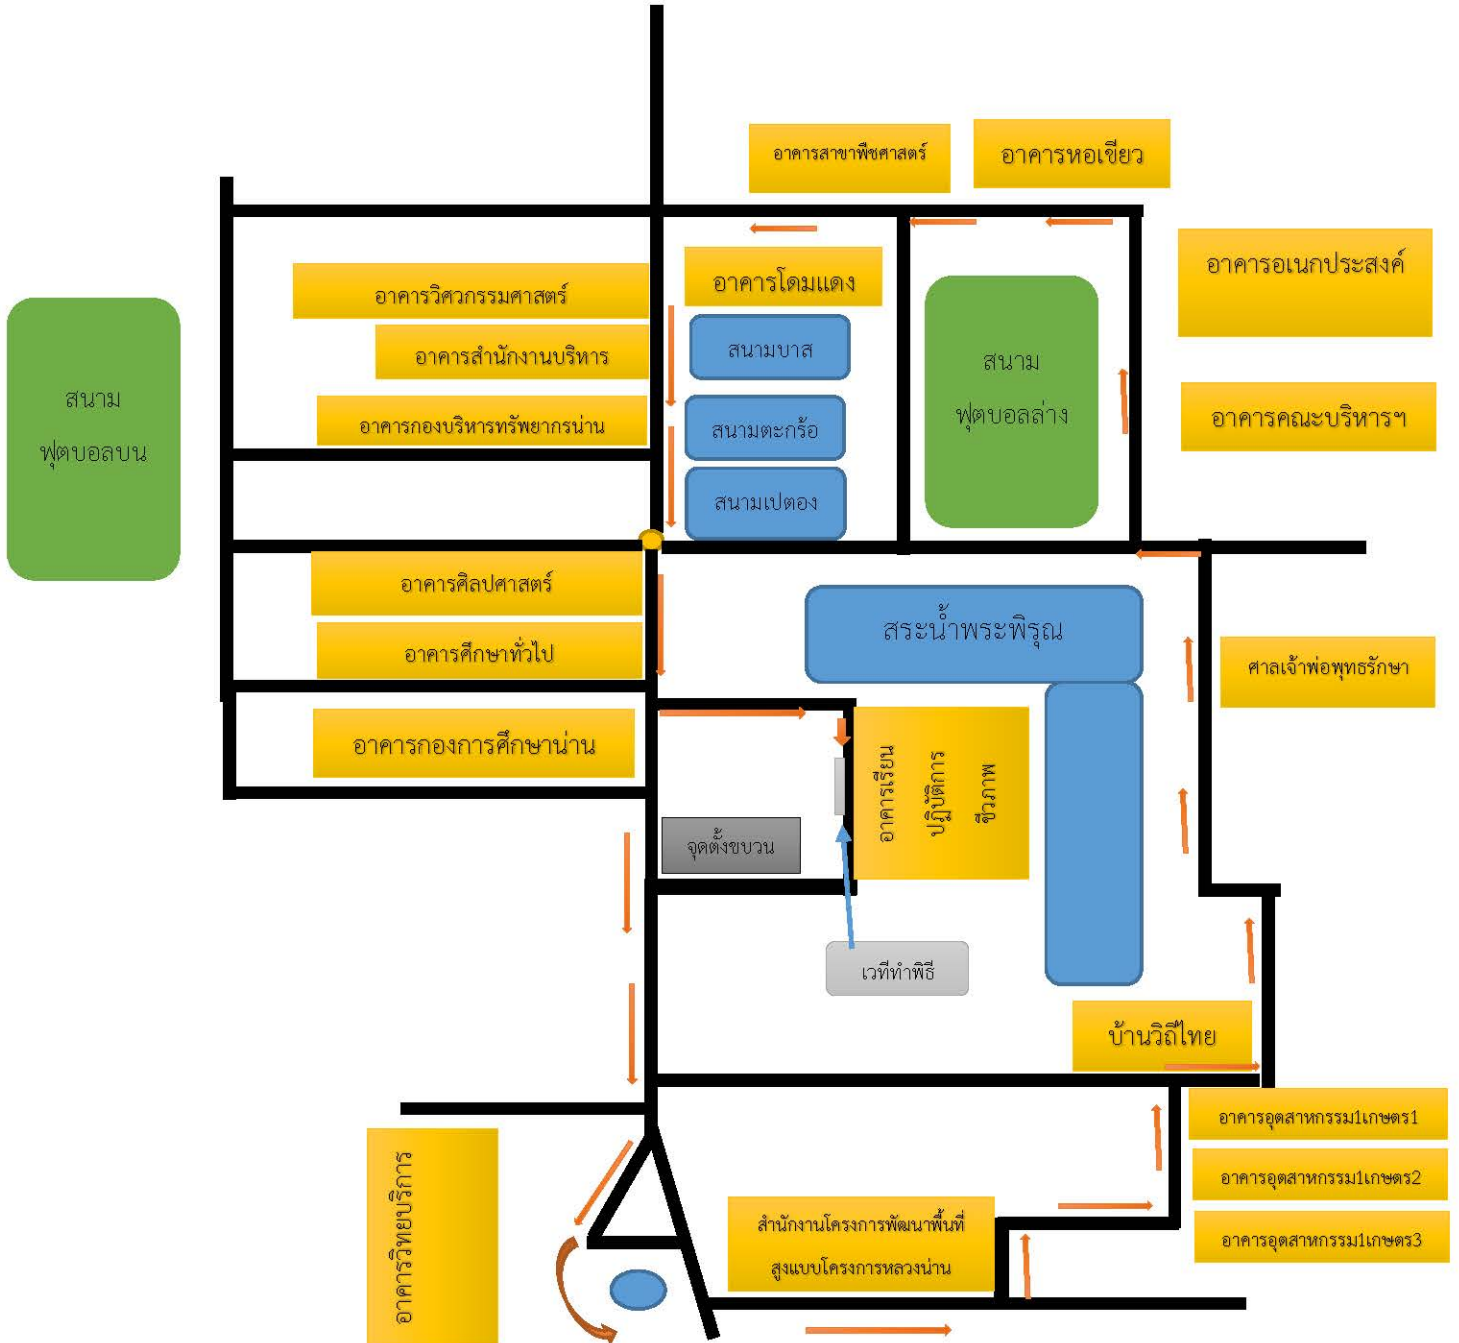 อาคารสาขาพืชศาสตร์
อาคารหอเขียว
อาคารอเนกประสงค์
อาคารวิศวกรรมศาสตร์
อาคารโดมแดง
อาคารสำนักงานบริหาร
สนามบาส
สนาม
ฟุตบอลล่าง
สนาม
ฟุตบอลบน
อาคารกองบริหารทรัพยากรน่าน
สนามตะกร้อ
อาคารคณะบริหารฯ
สนามเปตอง
อาคารศิลปศาสตร์
สระน้ำพระพิรุณ
อาคารศึกษาทั่วไป
ศาลเจ้าพ่อพุทธรักษา
อาคารกองการศึกษาน่าน
อาคารเรียน
ปฏิบัติการ
ชีวภาพ
จุดตั้งขบวน
เวทีทำพิธี
บ้านวิถีไทย
อาคารอุตสาหกรรม1เกษตร1
อาคารอุตสาหกรรม1เกษตร2
อาคารอุตสาหกรรม1เกษตร3
อาคารวิทยบริการ
สำนักงานโครงการพัฒนาพื้นที่
สูงแบบโครงการหลวงน่าน